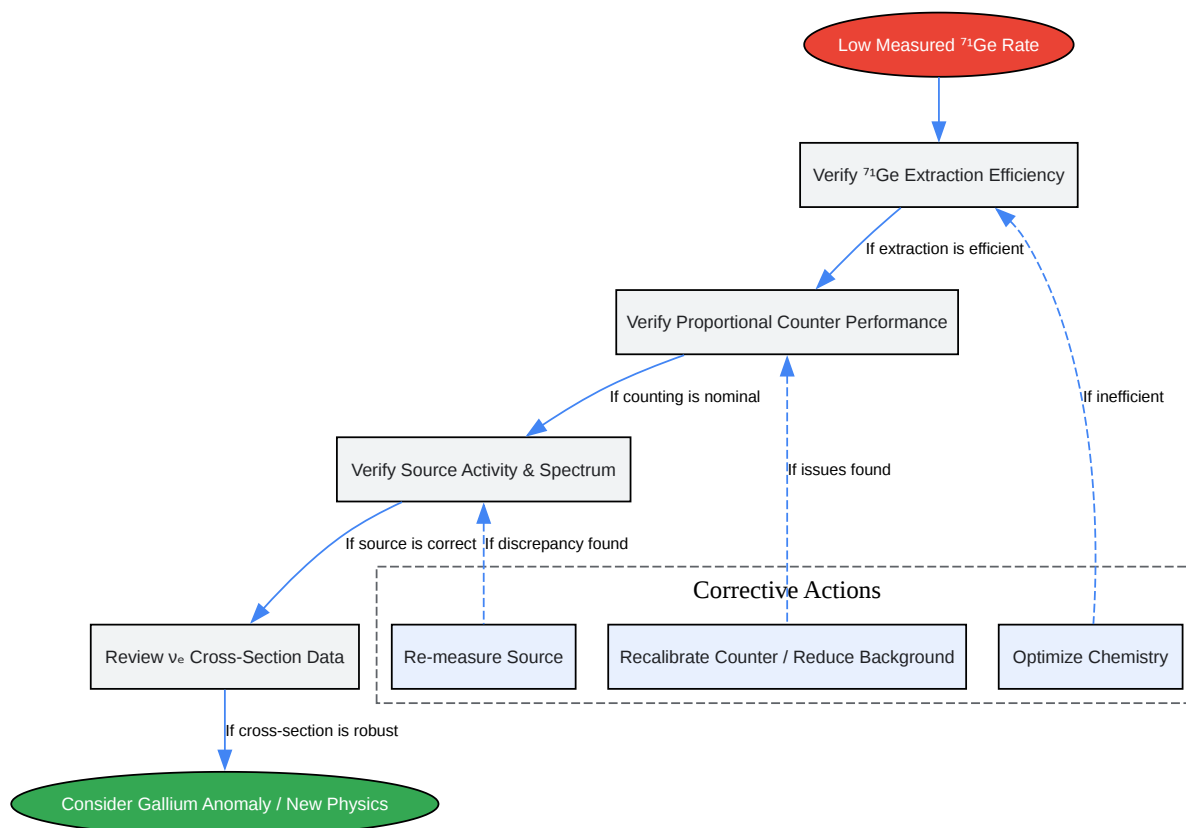 Low Measured ⁷¹Ge Rate
Verify ⁷¹Ge Extraction Efficiency
If extraction is efficient
Verify Proportional Counter Performance
If counting is nominal
If inefficient
Verify Source Activity & Spectrum
If issues found
If source is correct
If discrepancy found
Corrective Actions
Review νₑ Cross-Section Data
Re-measure Source
Recalibrate Counter / Reduce Background
Optimize Chemistry
If cross-section is robust
Consider Gallium Anomaly / New Physics